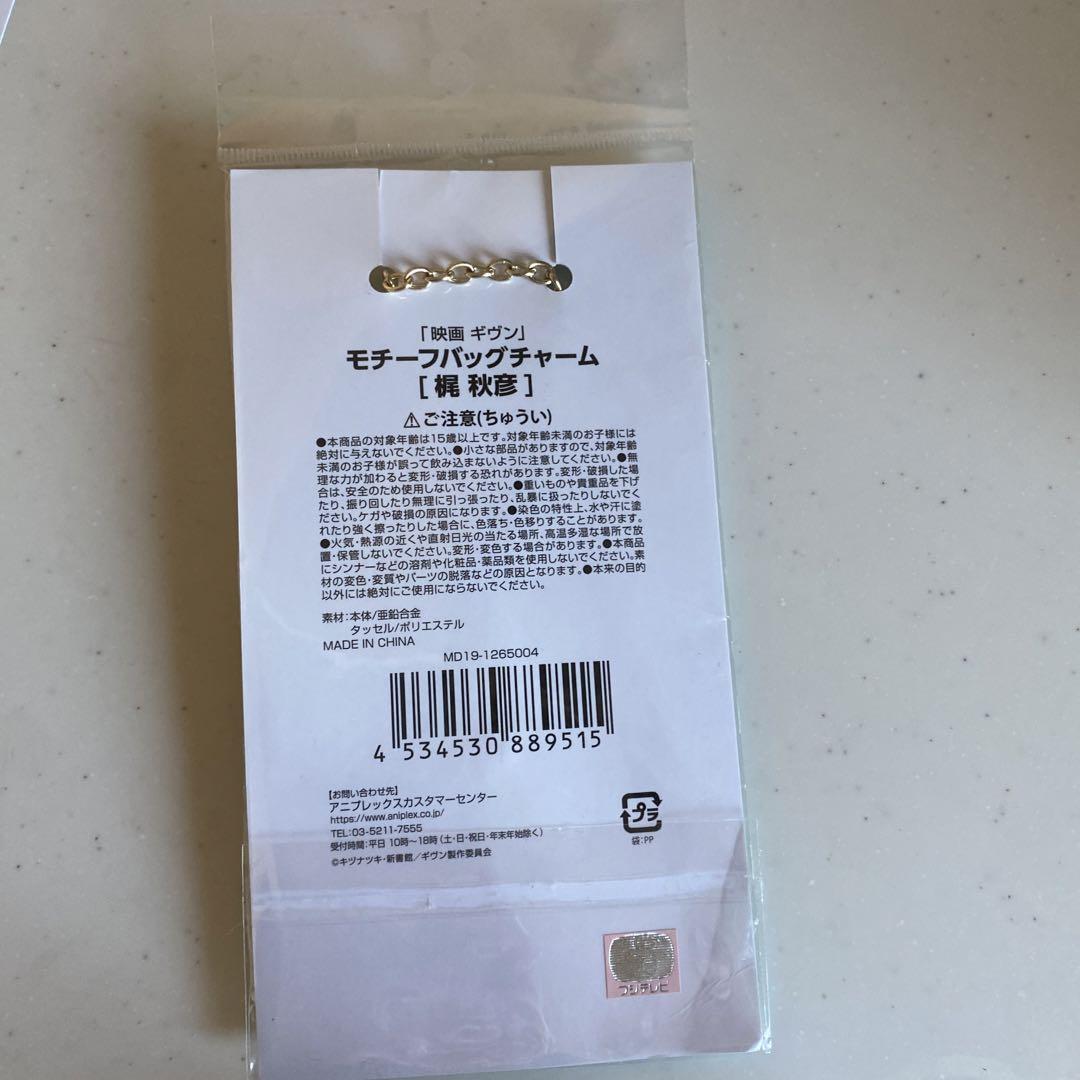 「映画 ギヴン」
モチーフバッグチャーム
[ 梶 秋彦 ]
⚠ご注意(ちゅうい)
●本商品の対象年齢は15歳以上です。対象年齢未満のお子様には
絶対に与えないでください。●小さな部品がありますので、対象年齢
未満のお子様が誤って飲み込まないように注意してください。●無
理な力が加わると変形・破損する恐れがあります。変形・破損した場
合は、安全のため使用しないでください。●重いものや貴重品を下げ
たり、振り回したり無理に引っ張ったり、乱暴に扱ったりしないでく
ださい。ケガや破損の原因になります。●染色の特性上、水や汗に塗
れたり強く擦ったりした場合に、色落ち・色移りすることがあります。
●火気・熱源の近くや直射日光の当たる場所、高温多湿な場所で放
置・保管しないでください。変形・変色する場合があります。●本商品
にシンナーなどの溶剤や化粧品・薬品類を使用しないでください。素
材の変色・変質やパーツの脱落などの原因となります。●本来の目的
以外には絶対にご使用にならないでください。
素材：本体/亜鉛合金
タッセル/ポリエステル
MADE IN CHINA
MD19-1265004
4 534530 889515
【お問い合わせ先】
アニプレックスカスタマーセンター
https://www.aniplex.co.jp/
TEL:03-5211-7555
受付時間：平日 10時〜18時（土・日・祝日・年末年始除く）
©キヅナツキ・新書館／ギヴン製作委員会
プラ
袋：PP
フジテレビ